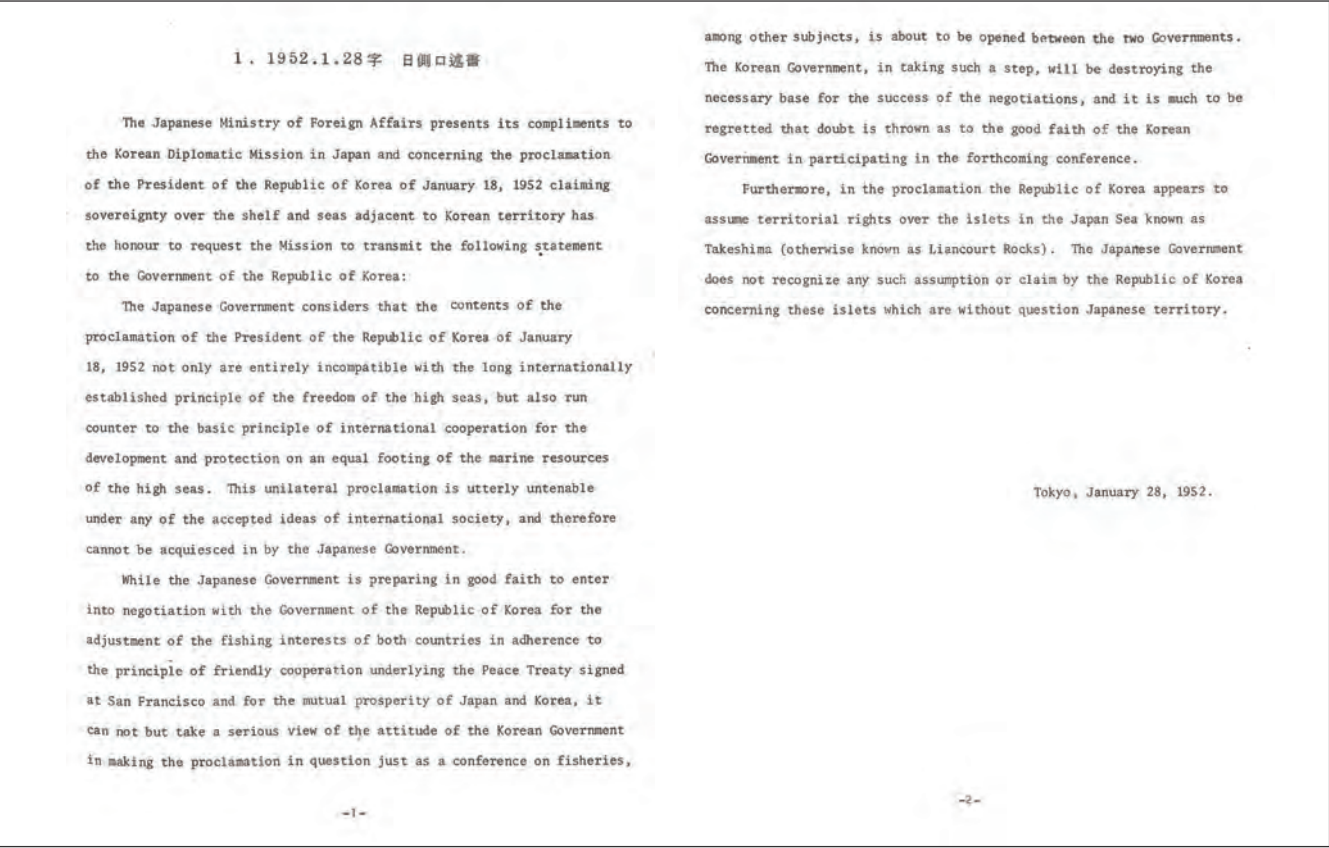 1. 1952.1.28字 日側口述書
The Japanese Ministry of Foreign Affairs presents its compliments to
the Korean Diplomatic Mission in Japan and concerning the proclamation
of the President of the Republic of Korea of January 18, 1952 claiming
sovereignty over the shelf and seas adjacent to Korean territory has
the honour to request the Mission to transmit the following statement
to the Government of the Republic of Korea:
The Japanese Government considers that the contents of the
proclamation of the President of the Republic of Korea of January
18, 1952 not only are entirely incompatible with the long internationally
established principle of the freedom of the high seas, but also run
counter to the basic principle of international cooperation for the
development and protection on an equal footing of the marine resources
of the high seas. This unilateral proclamation is utterly untenable
under any of the accepted ideas of international society, and therefore
cannot be acquiesced in by the Japanese Government.
While the Japanese Government is preparing in good faith to enter
into negotiation with the Government of the Republic of Korea for the
adjustment of the fishing interests of both countries in adherence to
the principle of friendly cooperation underlying the Peace Treaty signed
at San Francisco and for the mutual prosperity of Japan and Korea, it
can not but take a serious view of the attitude of the Korean Government
in making the proclamation in question just as a conference on fisheries,
-1-
among other subjects, is about to be opened between the two Governments.
The Korean Government, in taking such a step, will be destroying the
necessary base for the success of the negotiations, and it is much to be
regretted that doubt is thrown as to the good faith of the Korean
Government in participating in the forthcoming conference.
Furthermore, in the proclamation the Republic of Korea appears to
assume territorial rights over the islets in the Japan Sea known as
Takeshima (otherwise known as Liancourt Rocks). The Japanese Government
does not recognize any such assumption or claim by the Republic of Korea
concerning these islets which are without question Japanese territory.
Tokyo, January 28, 1952.
-2-